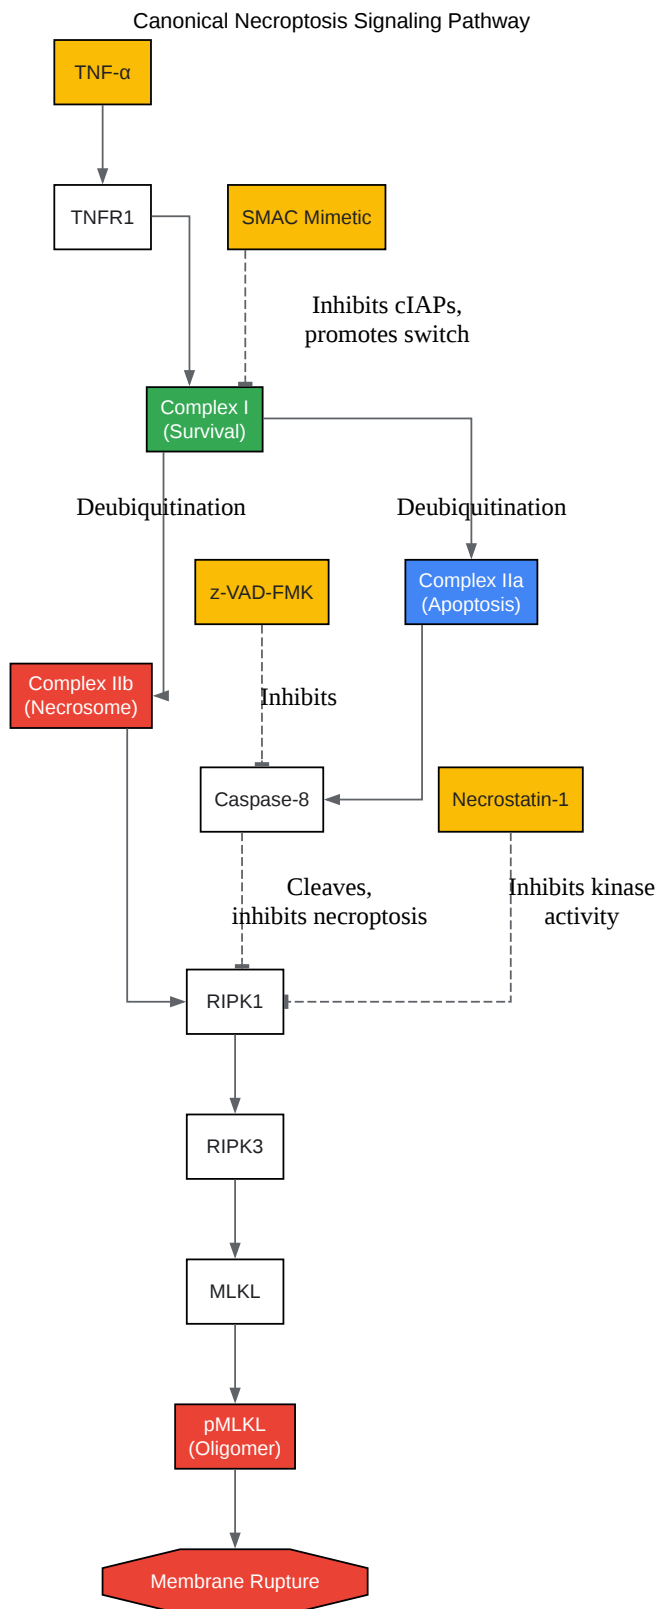 Canonical Necroptosis Signaling Pathway
TNF-α
TNFR1
SMAC Mimetic
Inhibits cIAPs,
promotes switch
Complex I
(Survival)
Deubiquitination
Deubiquitination
z-VAD-FMK
Complex IIa
(Apoptosis)
Complex IIb
(Necrosome)
Inhibits
Caspase-8
Necrostatin-1
Cleaves,
inhibits necroptosis
Inhibits kinase
activity
RIPK1
RIPK3
MLKL
pMLKL
(Oligomer)
Membrane Rupture